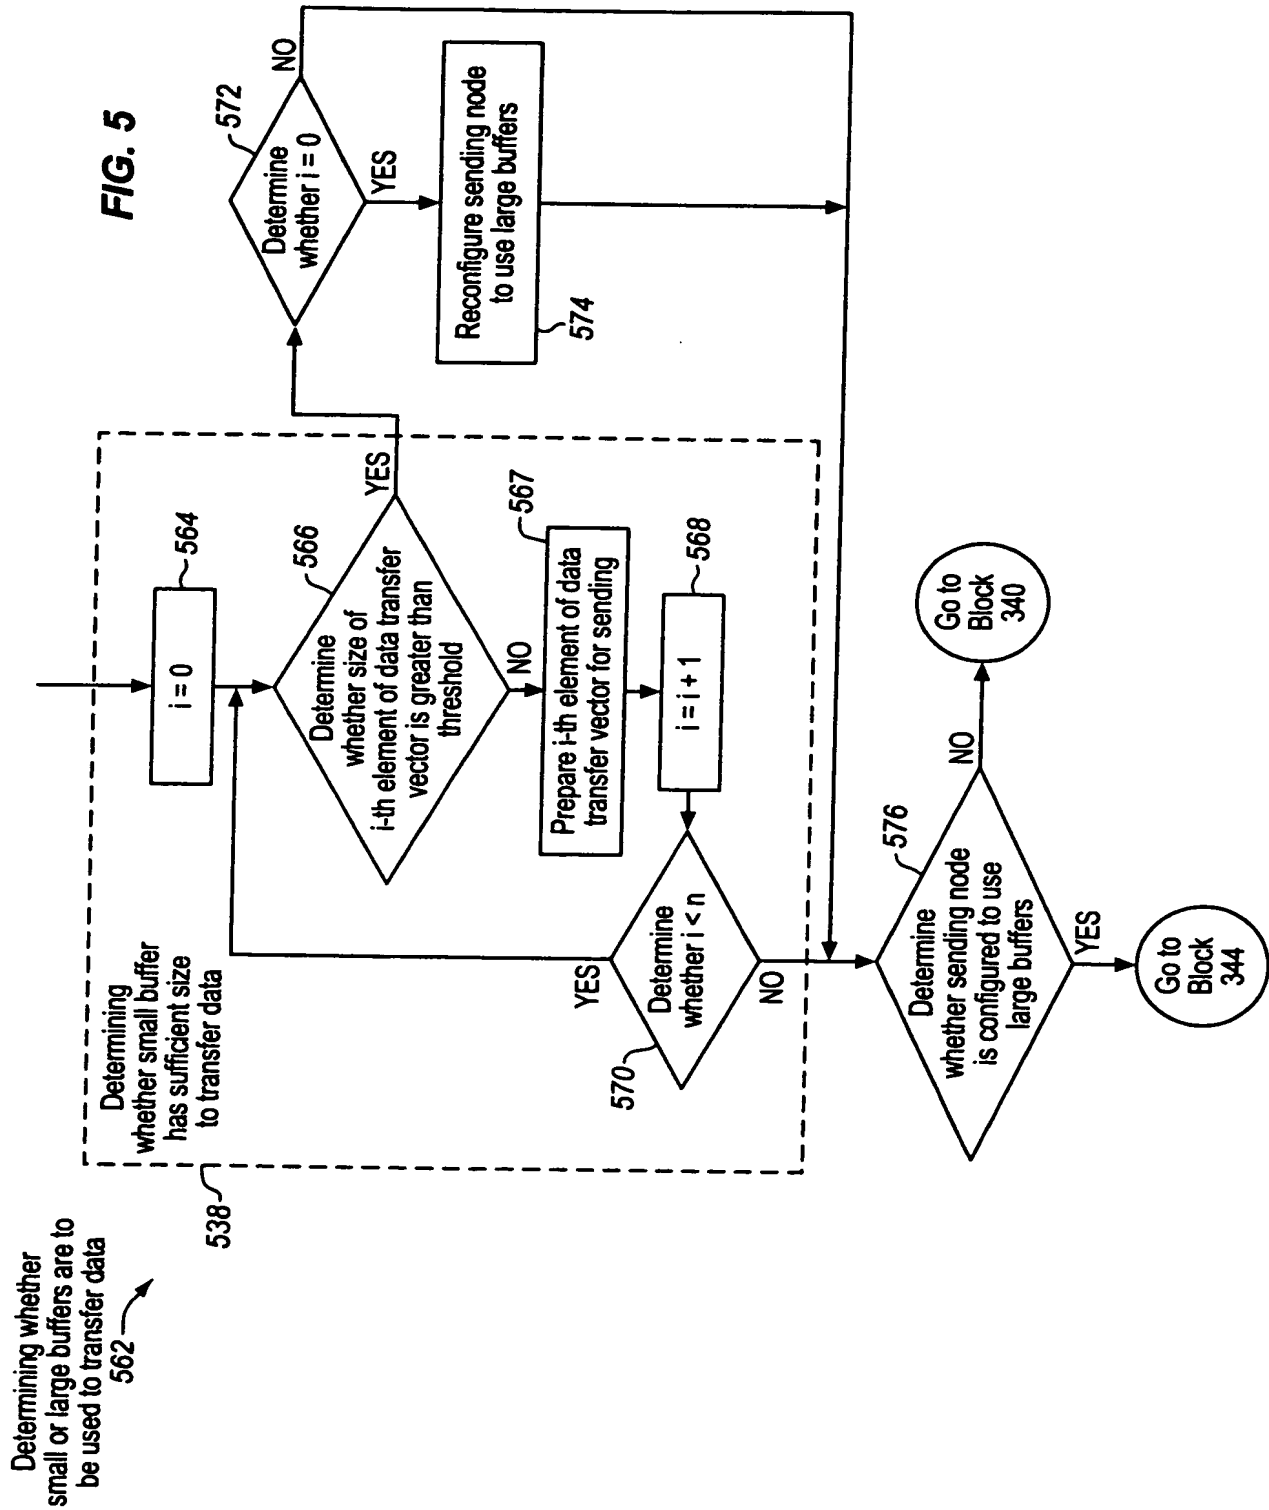 FIG. 5
Determining whether
small or large buffers are to
be used to transfer data
562
538
Determining
whether small buffer
has sufficient size
to transfer data
i = 0
564
Determine
whether size of
i-th element of data transfer
vector is greater than
threshold
566
YES
NO
Prepare i-th element of data
transfer vector for sending
567
i = i + 1
568
Determine
whether i < n
570
YES
NO
Determine
whether i = 0
572
NO
YES
Reconfigure sending node
to use large buffers
574
Determine
whether sending node
is configured to use
large buffers
576
NO
YES
Go to
Block
340
Go to
Block
344